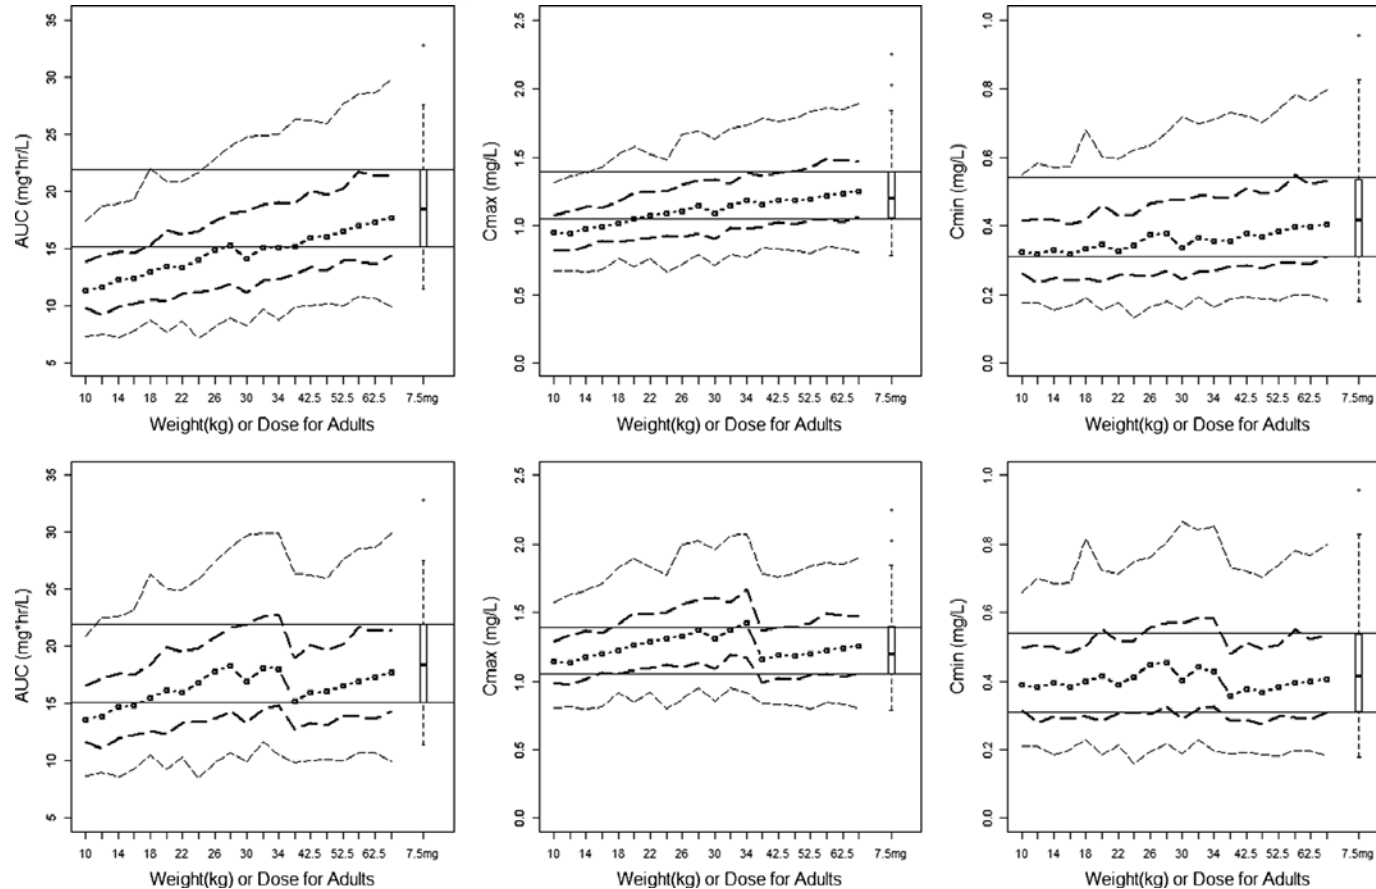 AUC (mg*hr/L)
35
30
25
20
15
10
5
10 14 18 22 26 30 34 42.5 52.5 62.5 7.5mg
Weight(kg) or Dose for Adults
Cmax (mg/L)
2.5
2.0
1.5
1.0
0.5
0.0
10 14 18 22 26 30 34 42.5 52.5 62.5 7.5mg
Weight(kg) or Dose for Adults
Cmin (mg/L)
1.0
0.8
0.6
0.4
0.2
0.0
10 14 18 22 26 30 34 42.5 52.5 62.5 7.5mg
Weight(kg) or Dose for Adults
AUC (mg*hr/L)
35
30
25
20
15
10
5
10 14 18 22 26 30 34 42.5 52.5 62.5 7.5mg
Weight(kg) or Dose for Adults
Cmax (mg/L)
2.5
2.0
1.5
1.0
0.5
0.0
10 14 18 22 26 30 34 42.5 52.5 62.5 7.5mg
Weight(kg) or Dose for Adults
Cmin (mg/L)
1.0
0.8
0.6
0.4
0.2
0.0
10 14 18 22 26 30 34 42.5 52.5 62.5 7.5mg
Weight(kg) or Dose for Adults